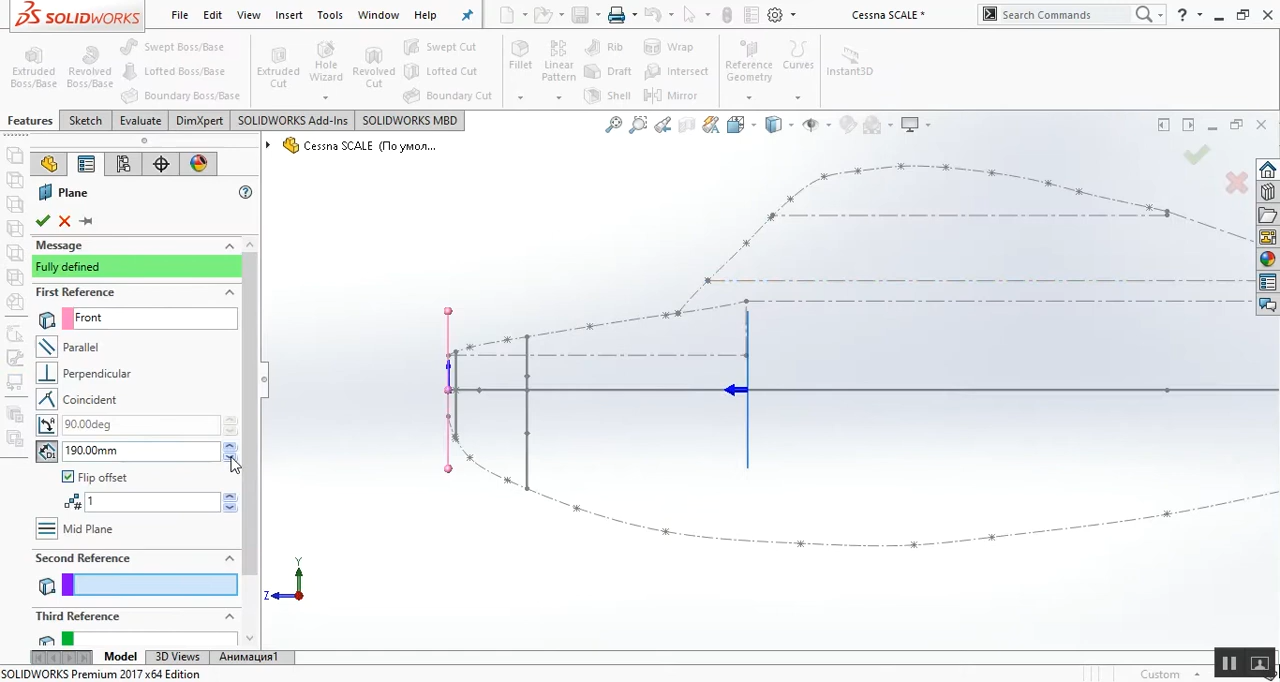 SOLIDWORKS File Edit View Insert Tools Window Help Cessna SCALE * Search Commands ?
Extruded Boss/Base Revolved Boss/Base Swept Boss/Base Lofted Boss/Base Boundary Boss/Base Extruded Cut Hole Wizard Revolved Cut Swept Cut Lofted Cut Boundary Cut Fillet Linear Pattern Rib Draft Shell Wrap Intersect Mirror Reference Geometry Curves Instant3D
Features Sketch Evaluate DimXpert SOLIDWORKS Add-Ins SOLIDWORKS MBD
Cessna SCALE (По умол...
Plane
Message
Fully defined
First Reference
Front
Parallel
Perpendicular
Coincident
90.00deg
190.00mm
Flip offset
1
Mid Plane
Second Reference
Third Reference
Y
Z
Model 3D Views Анимация1
SOLIDWORKS Premium 2017 x64 Edition Custom